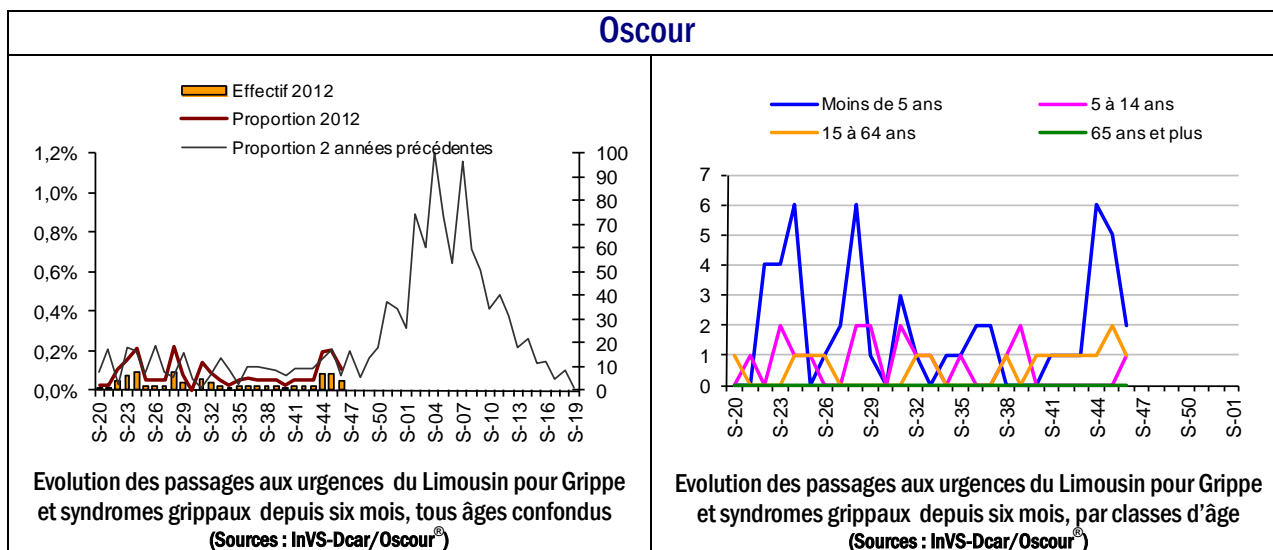 Oscour
Effectif 2012
Proportion 2012
Proportion 2 années précédentes
1,2%
1,0%
0,8%
0,6%
0,4%
0,2%
0,0%
100
90
80
70
60
50
40
30
20
10
0
S-20
S-23
S-26
S-29
S-32
S-35
S-38
S-41
S-44
S-47
S-50
S-01
S-04
S-07
S-10
S-13
S-16
S-19
Evolution des passages aux urgences du Limousin pour Grippe
et syndromes grippaux depuis six mois, tous âges confondus
(Sources : InVS-Dcar/Oscour®)
Moins de 5 ans
5 à 14 ans
15 à 64 ans
65 ans et plus
7
6
5
4
3
2
1
0
S-20
S-23
S-26
S-29
S-32
S-35
S-38
S-41
S-44
S-47
S-50
S-01
Evolution des passages aux urgences du Limousin pour Grippe
et syndromes grippaux depuis six mois, par classes d'âge
(Sources : InVS-Dcar/Oscour®)